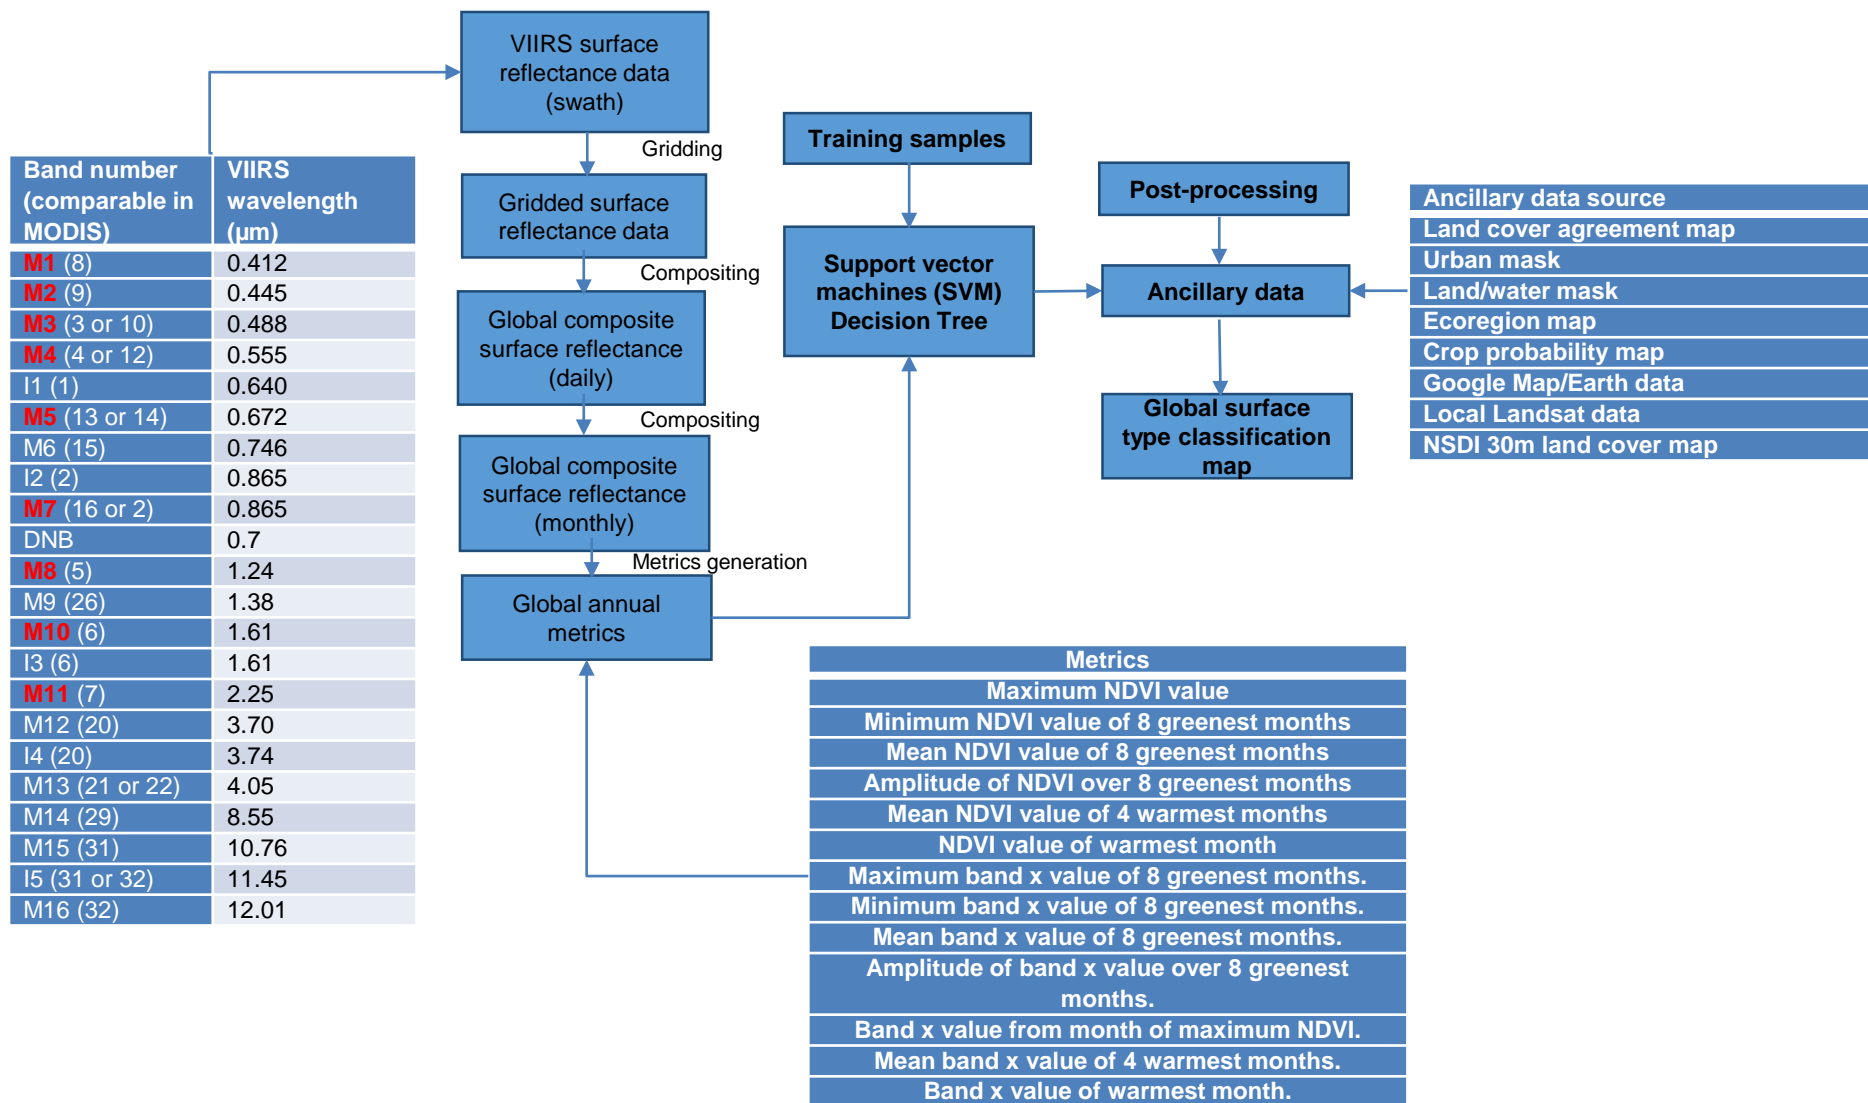 VIIRS surface
reflectance data
(swath)
Gridding
Gridded surface
reflectance data
Compositing
Global composite
surface reflectance
(daily)
Compositing
Global composite
surface reflectance
(monthly)
Metrics generation
Global annual
metrics
Training samples
Support vector
machines (SVM)
Decision Tree
Post-processing
Ancillary data
Global surface
type classification
map
Band number
(comparable in
MODIS)
VIIRS
wavelength
(µm)
M1 (8) 0.412
M2 (9) 0.445
M3 (3 or 10) 0.488
M4 (4 or 12) 0.555
I1 (1) 0.640
M5 (13 or 14) 0.672
M6 (15) 0.746
I2 (2) 0.865
M7 (16 or 2) 0.865
DNB 0.7
M8 (5) 1.24
M9 (26) 1.38
M10 (6) 1.61
I3 (6) 1.61
M11 (7) 2.25
M12 (20) 3.70
I4 (20) 3.74
M13 (21 or 22) 4.05
M14 (29) 8.55
M15 (31) 10.76
I5 (31 or 32) 11.45
M16 (32) 12.01
Ancillary data source
Land cover agreement map
Urban mask
Land/water mask
Ecoregion map
Crop probability map
Google Map/Earth data
Local Landsat data
NSDI 30m land cover map
Metrics
Maximum NDVI value
Minimum NDVI value of 8 greenest months
Mean NDVI value of 8 greenest months
Amplitude of NDVI over 8 greenest months
Mean NDVI value of 4 warmest months
NDVI value of warmest month
Maximum band x value of 8 greenest months.
Minimum band x value of 8 greenest months.
Mean band x value of 8 greenest months.
Amplitude of band x value over 8 greenest
months.
Band x value from month of maximum NDVI.
Mean band x value of 4 warmest months.
Band x value of warmest month.